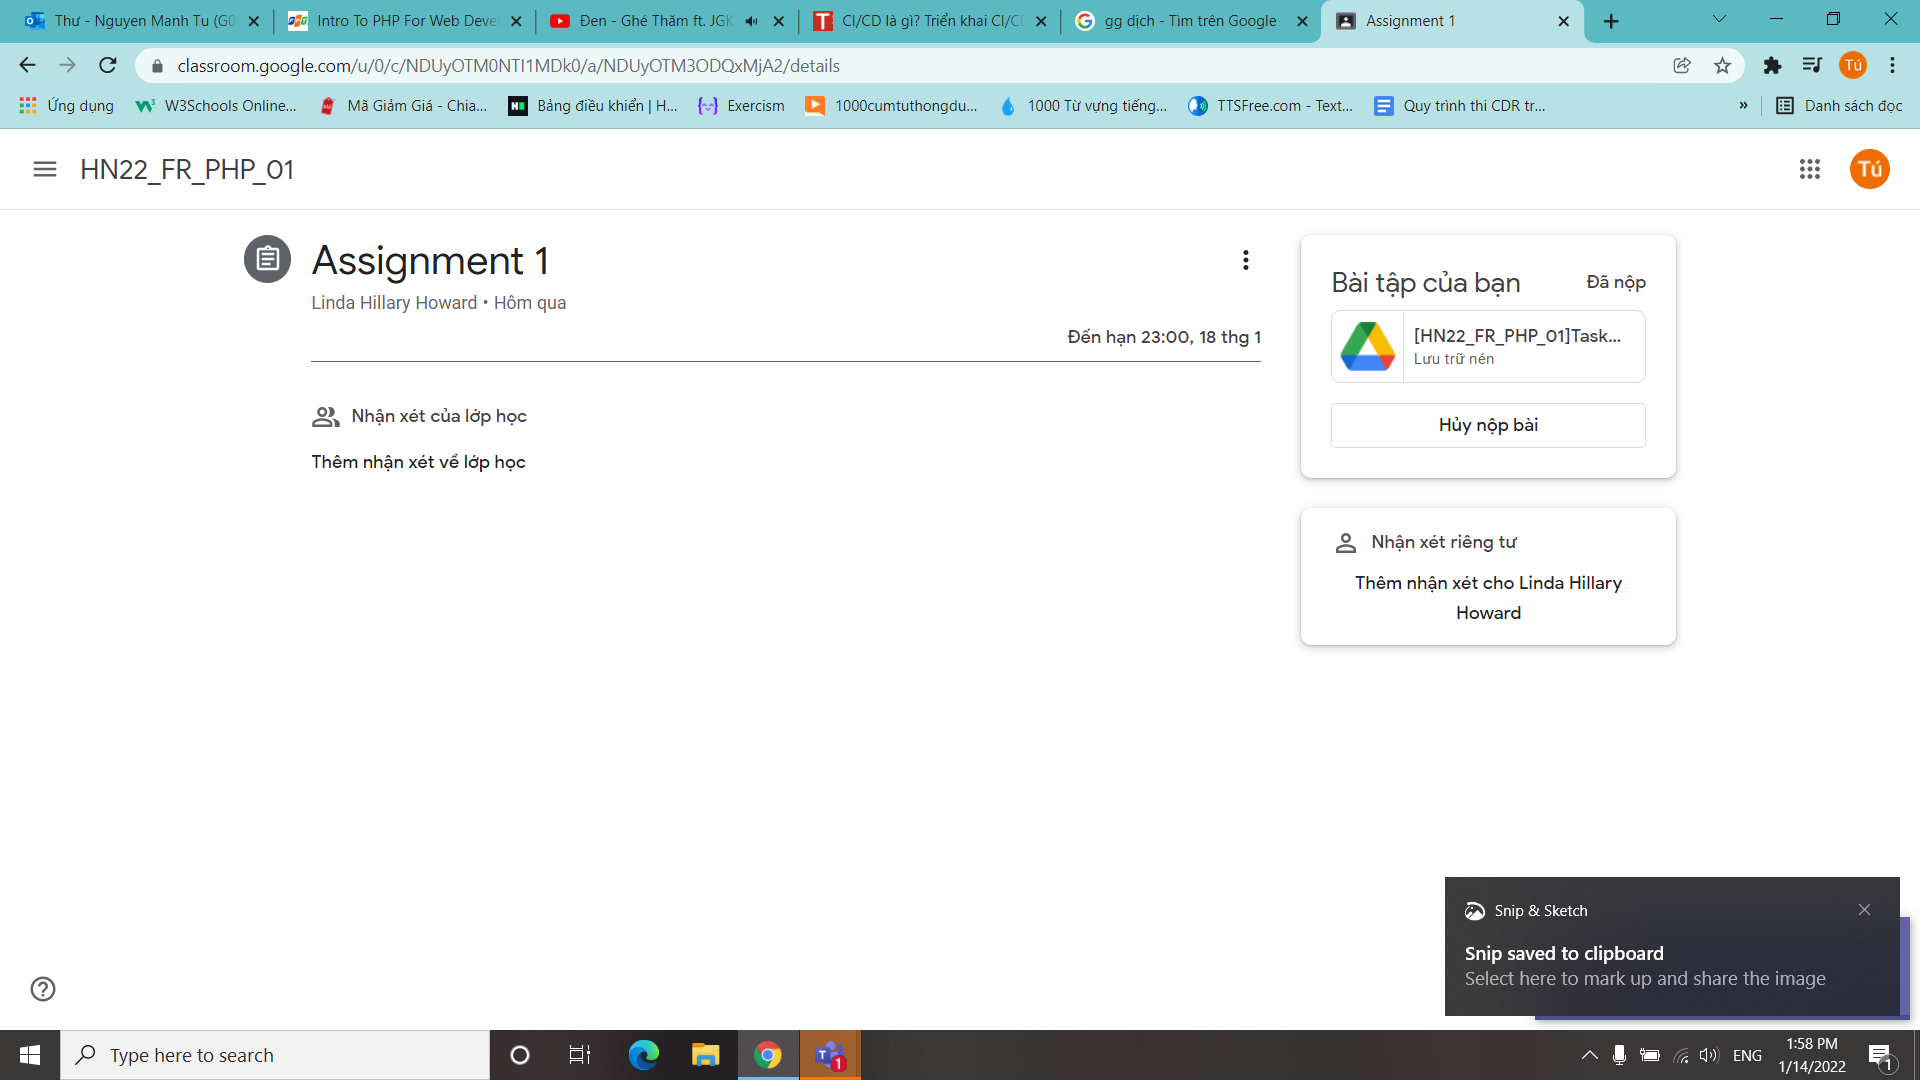 Thư - Nguyen Manh Tu (G0
Intro To PHP For Web Devel
Đen - Ghé Thăm ft. JGK
CI/CD là gì? Triển khai CI/CD
gg dịch - Tìm trên Google
Assignment 1
classroom.google.com/u/0/c/NDUyOTM0NTI1MDk0/a/NDUyOTM3ODQxMjA2/details
Tú
Ứng dụng
W3Schools Online...
Mã Giảm Giá - Chia...
Bảng điều khiển | H...
Exercism
1000cumtuthongdu...
1000 Từ vựng tiếng...
TTSFree.com - Text...
Quy trình thi CDR tr...
»
Danh sách đọc
HN22_FR_PHP_01
Tú
Assignment 1
Linda Hillary Howard • Hôm qua
Đến hạn 23:00, 18 thg 1
Nhận xét của lớp học
Thêm nhận xét về lớp học
Bài tập của bạn
Đã nộp
[HN22_FR_PHP_01]Task...
Lưu trữ nén
Hủy nộp bài
Nhận xét riêng tư
Thêm nhận xét cho Linda Hillary
Howard
Snip & Sketch
Snip saved to clipboard
Select here to mark up and share the image
Type here to search
1
ENG
1:58 PM
1/14/2022
1